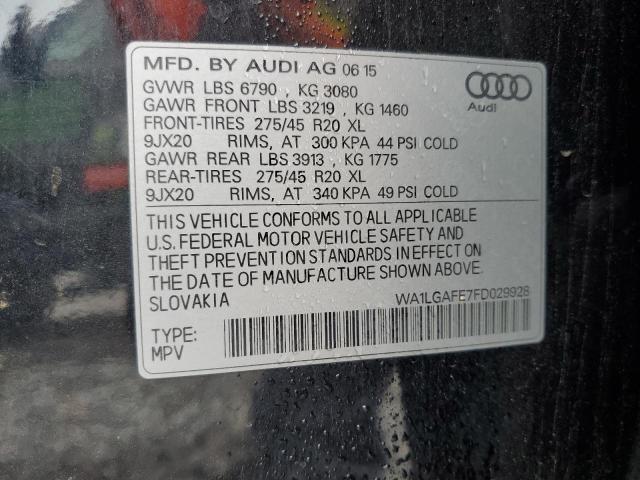 MFD. BY AUDI AG 06 15
GVWR LBS 6790 , KG 3080
GAWR FRONT LBS 3219 , KG 1460
FRONT-TIRES 275/45 R20 XL
9JX20 RIMS, AT 300 KPA 44 PSI COLD
GAWR REAR LBS 3913 , KG 1775
REAR-TIRES 275/45 R20 XL
9JX20 RIMS, AT 340 KPA 49 PSI COLD
Audi
THIS VEHICLE CONFORMS TO ALL APPLICABLE
U.S. FEDERAL MOTOR VEHICLE SAFETY AND
THEFT PREVENTION STANDARDS IN EFFECT ON
THE DATE OF MANUFACTURE SHOWN ABOVE.
SLOVAKIA WA1LGAFE7FD029928
TYPE:
MPV